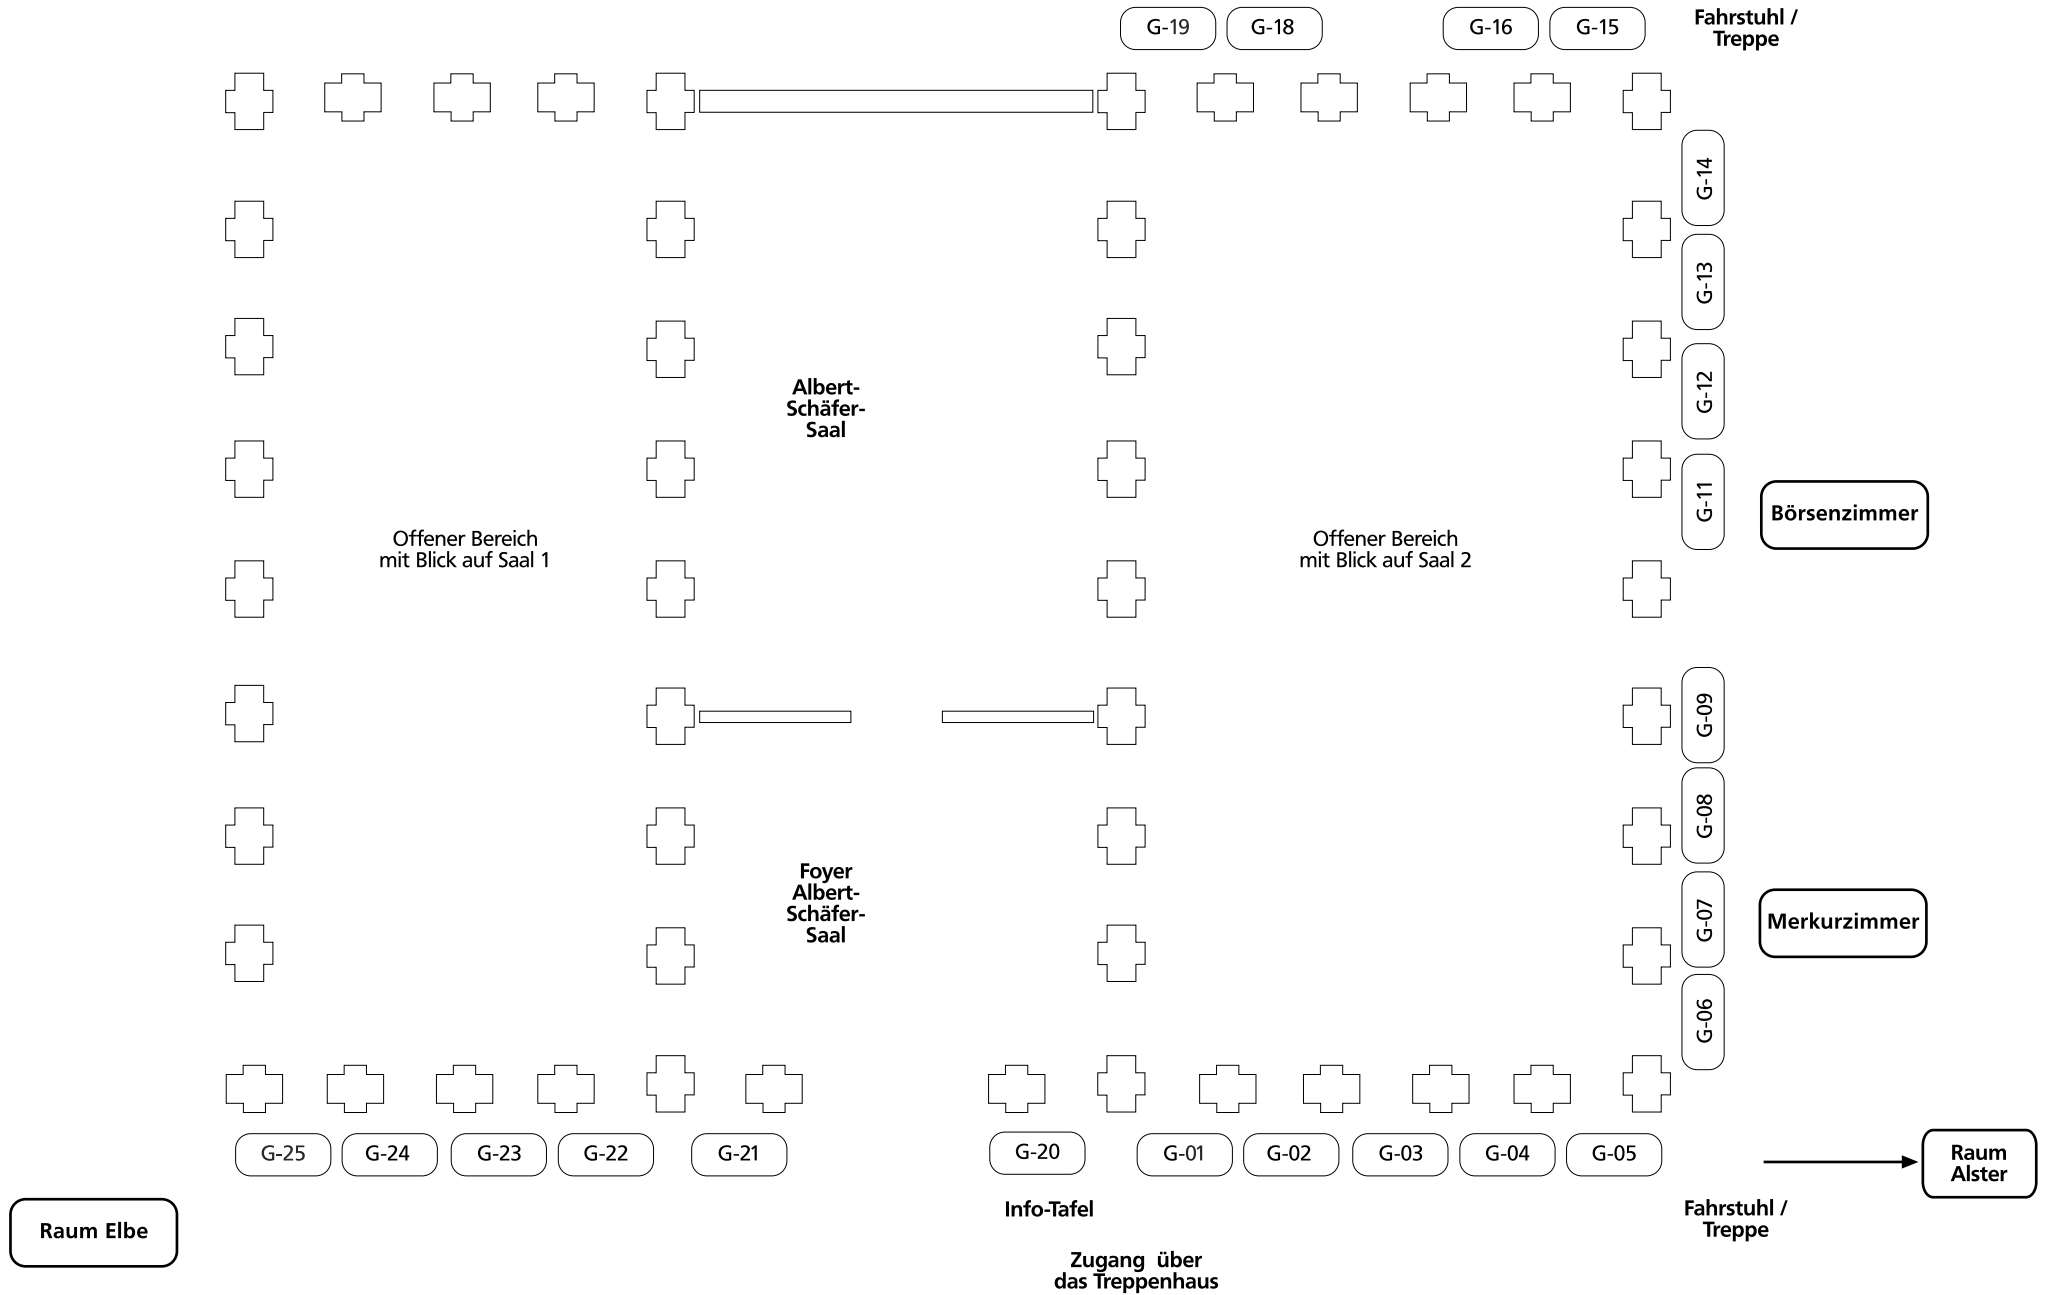 G-19
G-18
G-16
G-15
Fahrstuhl /
Treppe
G-14
G-13
G-12
G-11
Albert-
Schäfer-
Saal
Börsenzimmer
Offener Bereich
mit Blick auf Saal 1
Offener Bereich
mit Blick auf Saal 2
G-09
G-08
G-07
G-06
Foyer
Albert-
Schäfer-
Saal
Merkurzimmer
G-25
G-24
G-23
G-22
G-21
G-20
G-01
G-02
G-03
G-04
G-05
Raum
Alster
Raum Elbe
Info-Tafel
Fahrstuhl /
Treppe
Zugang über
das Treppenhaus